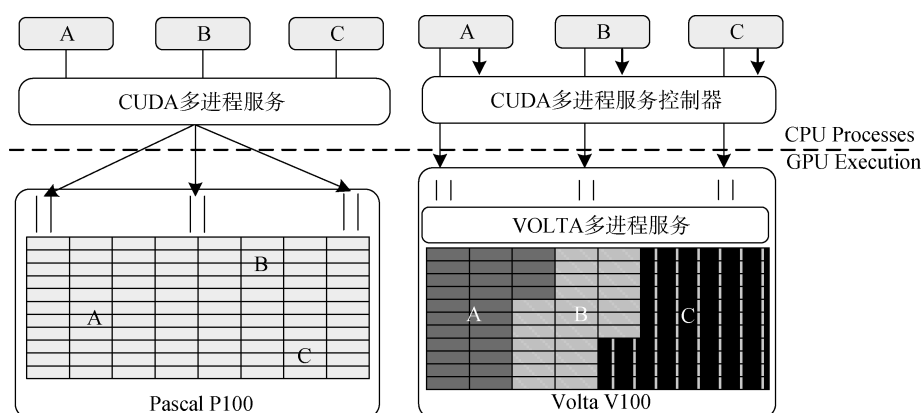 A B C
CUDA多进程服务
B
A
C
Pascal P100
A B C
CUDA多进程服务控制器
CPU Processes
GPU Execution
VOLTA多进程服务
A B C
Volta V100